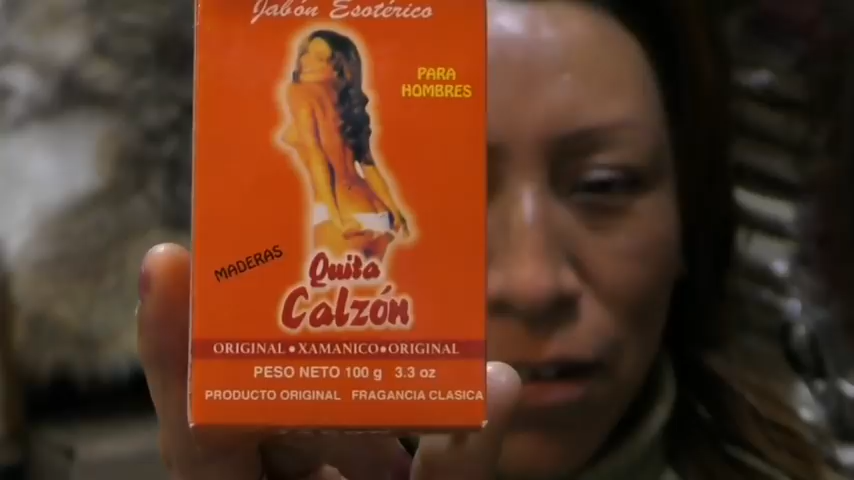 Jabón Esotérico
PARA
HOMBRES
MADERAS
Quita
Calzón
ORIGINAL • XAMANICO • ORIGINAL
PESO NETO 100 g 3.3 oz
PRODUCTO ORIGINAL FRAGANCIA CLASICA